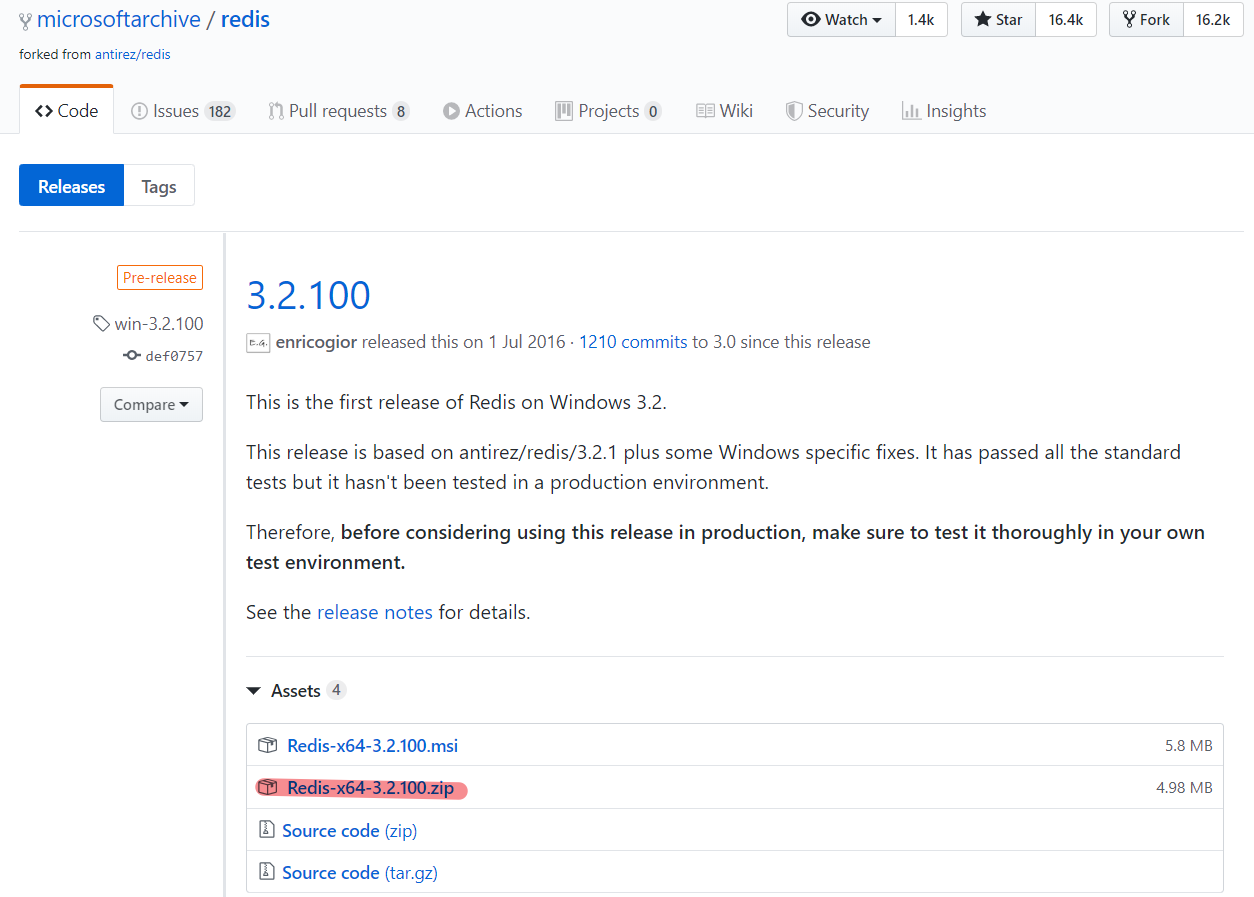 microsoftarchive / redis
Watch 1.4k Star 16.4k Fork 16.2k
forked from antirez/redis
Code Issues 182 Pull requests 8 Actions Projects 0 Wiki Security Insights
Releases Tags
Pre-release
win-3.2.100
def0757
Compare
3.2.100
E.G. enricogior released this on 1 Jul 2016 · 1210 commits to 3.0 since this release
This is the first release of Redis on Windows 3.2.
This release is based on antirez/redis/3.2.1 plus some Windows specific fixes. It has passed all the standard
tests but it hasn't been tested in a production environment.
Therefore, before considering using this release in production, make sure to test it thoroughly in your own
test environment.
See the release notes for details.
Assets 4
Redis-x64-3.2.100.msi 5.8 MB
Redis-x64-3.2.100.zip 4.98 MB
Source code (zip)
Source code (tar.gz)